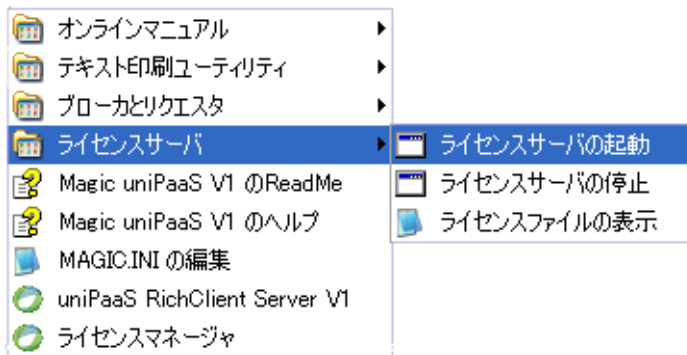 オンラインマニュアル
テキスト印刷ユーティリティ
ブローカとリクエスタ
ライセンスサーバ
Magic uniPaaS V1 のReadMe
Magic uniPaaS V1 のヘルプ
MAGIC.INI の編集
uniPaaS RichClient Server V1
ライセンスマネージャ
ライセンスサーバの起動
ライセンスサーバの停止
ライセンスファイルの表示